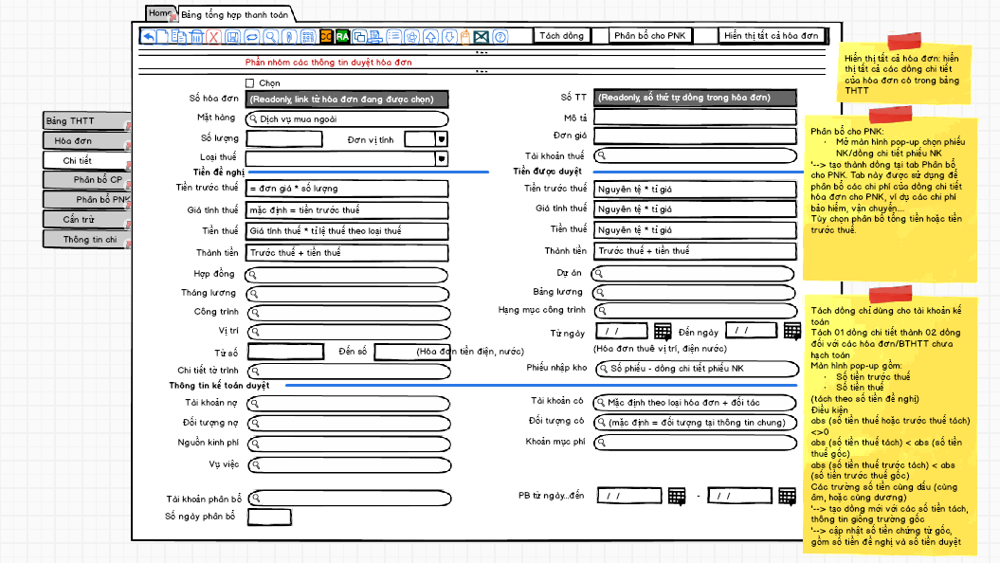 Home
Bảng tổng hợp thanh toán
CO
RA
Tách dòng
Phân bổ cho PNK
Hiển thị tất cả hóa đơn
Phần nhóm các thông tin duyệt hóa đơn
Chọn
Số hóa đơn
(Readonly, link từ hóa đơn đang được chọn)
Số TT
(Readonly, số thứ tự dòng trong hóa đơn)
Mặt hàng
Dịch vụ mua ngoài
Mô tả
Số lượng
Đơn vị tính
Đơn giá
Loại thuế
Tài khoản thuế
Tiền đề nghị
Tiền được duyệt
Tiền trước thuế
= đơn giá * số lượng
Tiền trước thuế
Nguyên tệ * tỉ giá
Giá tính thuế
mặc định = tiền trước thuế
Giá tính thuế
Nguyên tệ * tỉ giá
Tiền thuế
Giá tính thuế * tỉ lệ thuế theo loại thuế
Tiền thuế
Nguyên tệ * tỉ giá
Thành tiền
Trước thuế + tiền thuế
Thành tiền
Trước thuế + tiền thuế
Hợp đồng
Dự án
Tháng lương
Bảng lương
Công trình
Hạng mục công trình
Vị trí
Từ ngày
/ /
Đến ngày
/ /
Từ số
Đến số
(Hóa đơn tiền điện, nước)
(Hóa đơn thuê vị trí, điện nước)
Chi tiết tờ trình
Phiếu nhập kho
Số phiếu - dòng chi tiết phiếu NK
Thông tin kế toán duyệt
Tài khoản nợ
Tài khoản có
Mặc định theo loại hóa đơn + đối tác
Đối tượng nợ
Đối tượng có
(mặc định = đối tượng tại thông tin chung)
Nguồn kinh phí
Khoản mục phí
Vụ việc
Tài khoản phân bổ
PB từ ngày...đến
/ /
-
/ /
Số ngày phân bổ
Bảng THTT
Hóa đơn
Chi tiết
Phân bổ CP
Phân bổ PNK
Cấn trừ
Thông tin chi
Hiển thị tất cả hóa đơn: hiển
thị tất cả các dòng chi tiết
của hóa đơn có trong bảng
THTT
Phân bổ cho PNK:
· Mở màn hình pop-up chọn phiếu
NK/dòng chi tiết phiếu NK
'--> tạo thành dòng tại tab Phân bổ
cho PNK. Tab này được sử dụng để
phân bổ các chi phí của dòng chi tiết
hóa đơn cho PNK, ví dụ các chi phí
bảo hiểm, vận chuyển....
Tùy chọn phân bổ tổng tiền hoặc tiền
trước thuế.
Tách dòng chỉ dùng cho tài khoản kế
toán
Tách 01 dòng chi tiết thành 02 dòng
đối với các hóa đơn/BTHTT chưa
hạch toán
Màn hình pop-up gồm:
· Số tiền trước thuế
· Số tiền thuế
(tách theo số tiền đề nghị)
Điều kiện
abs (số tiền thuế hoặc trước thuế tách)
<>0
abs (số tiền thuế tách) < abs (số tiền
thuế gốc)
abs (số tiền thuế trước tách) < abs
(số tiền trước thuế gốc)
Các trường số tiền cùng dấu (cùng
âm, hoặc cùng dương)
'--> tạo dòng mới với các số tiền tách,
thông tin giống trường gốc
'--> cập nhật số tiền chứng từ gốc,
gồm số tiền đề nghị và số tiền duyệt